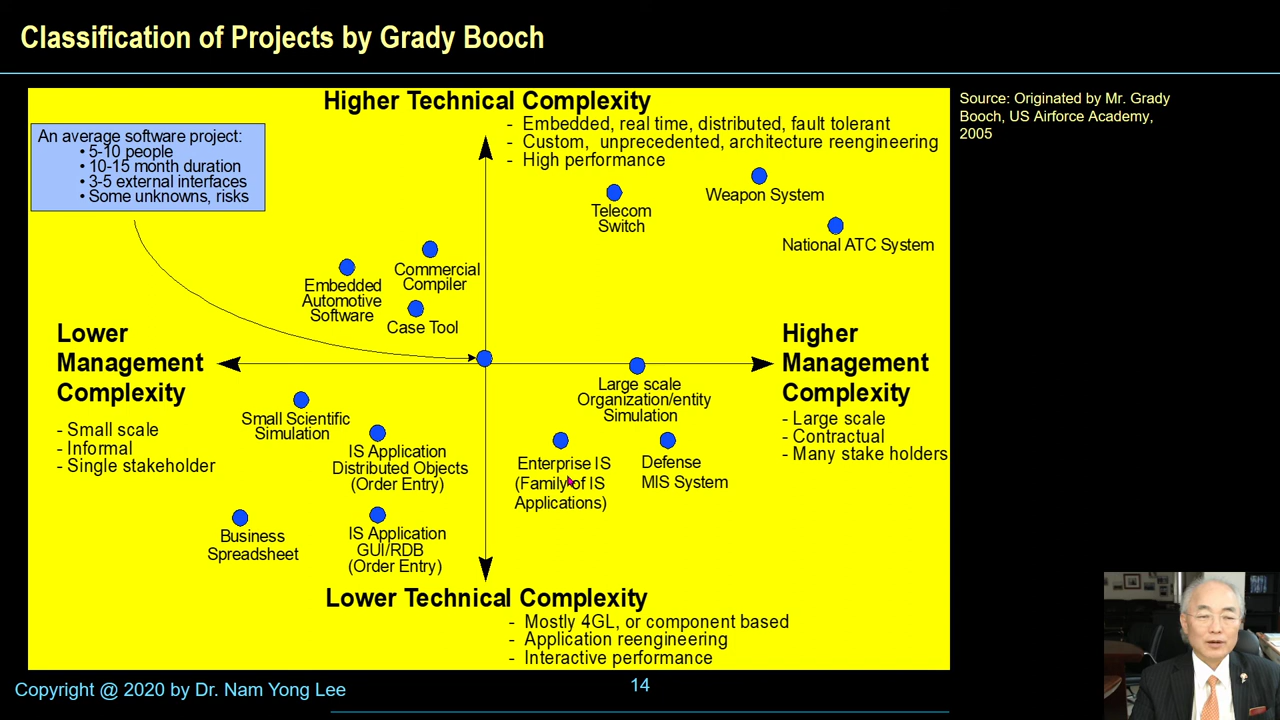 Classification of Projects by Grady Booch
Source: Originated by Mr. Grady
Booch, US Airforce Academy,
2005
Higher Technical Complexity
- Embedded, real time, distributed, fault tolerant
- Custom, unprecedented, architecture reengineering
- High performance
An average software project:
• 5-10 people
• 10-15 month duration
• 3-5 external interfaces
• Some unknowns, risks
Weapon System
Telecom
Switch
National ATC System
Commercial
Compiler
Embedded
Automotive
Software
Case Tool
Lower
Management
Complexity
- Small scale
- Informal
- Single stakeholder
Higher
Management
Complexity
- Large scale
- Contractual
- Many stake holders
Large scale
Organization/entity
Simulation
Small Scientific
Simulation
IS Application
Distributed Objects
(Order Entry)
Enterprise IS
(Family of IS
Applications)
Defense
MIS System
Business
Spreadsheet
IS Application
GUI/RDB
(Order Entry)
Lower Technical Complexity
- Mostly 4GL, or component based
- Application reengineering
- Interactive performance
Copyright @ 2020 by Dr. Nam Yong Lee
14